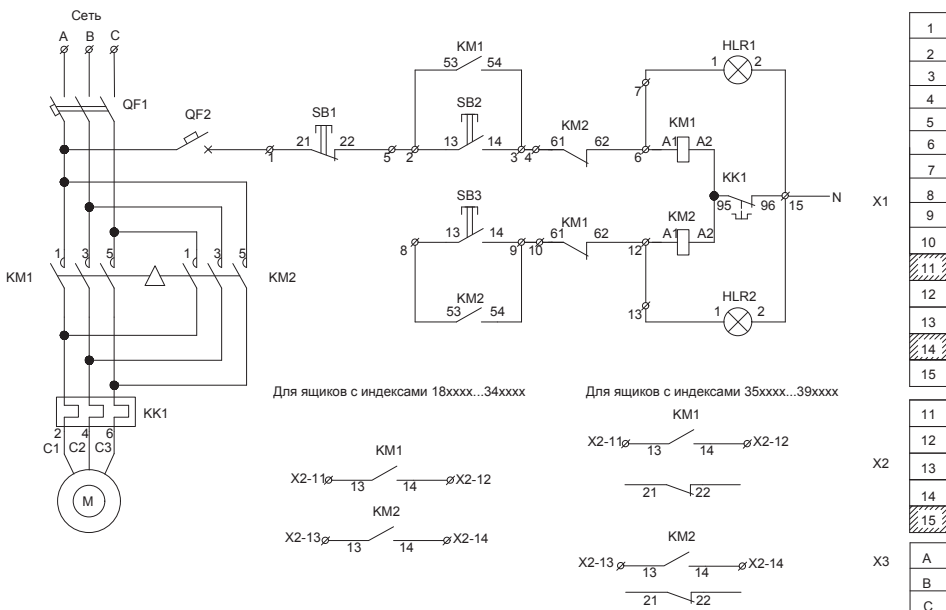 Сеть
A B C
QF1
QF2
1
SB1
21 22
5 2
KM1
53 54
SB2
13 14
3 4
KM2
61 62
6
7
HLR1
1 2
KM1
A1 A2
KK1
95 96
15 N
SB3
13 14
8
9 10
KM1
61 62
12
KM2
A1 A2
KM2
53 54
13
HLR2
1 2
KM1
1 3 5
1 3 5
KM2
KK1
2 4 6
C1 C2 C3
M
Для ящиков с индексами 18хххх...34хххх
KM1
X2-11 13 14 X2-12
KM2
X2-13 13 14 X2-14
Для ящиков с индексами 35хххх...39хххх
KM1
X2-11 13 14 X2-12
21 22
KM2
X2-13 13 14 X2-14
21 22
X1
1
2
3
4
5
6
7
8
9
10
11
12
13
14
15
X2
11
12
13
14
15
X3
A
B
C